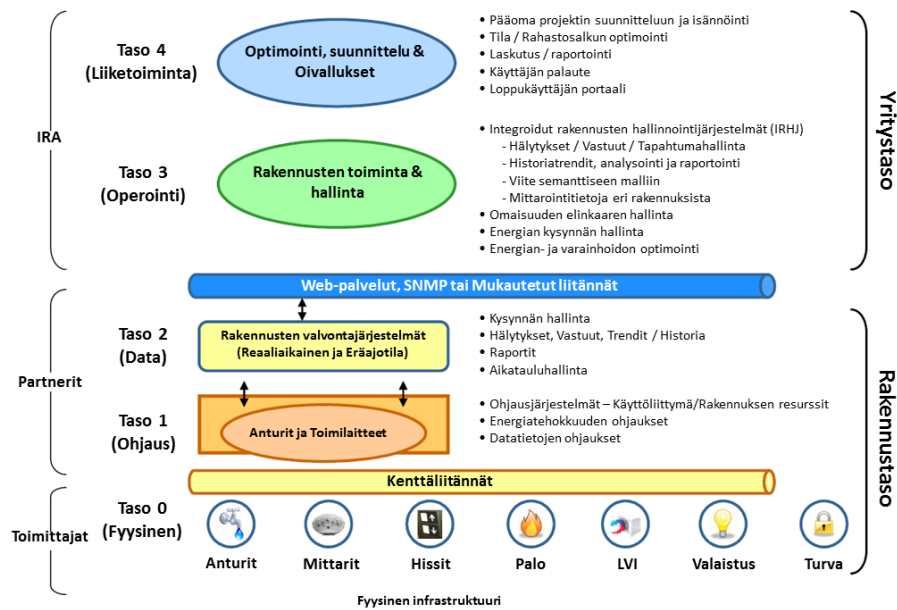 Taso 4
(Liiketoiminta)
Optimointi, suunnittelu &
Oivallukset
• Pääoma projektin suunnitteluun ja isännöinti
• Tila / Rahastosalkun optimointi
• Laskutus / raportointi
• Käyttäjän palaute
• Loppukäyttäjän portaali
IRA
Yritystaso
Taso 3
(Operointi)
Rakennusten toiminta &
hallinta
• Integroidut rakennusten hallinnointijärjestelmät (IRHJ)
- Hälytykset / Vastuut / Tapahtumahallinta
- Historiatrendit, analysointi ja raportointi
- Viite semanttiseen malliin
- Mittarointitietoja eri rakennuksista
• Omaisuuden elinkaaren hallinta
• Energian kysynnän hallinta
• Energian- ja varainhoidon optimointi
Web-palvelut, SNMP tai Mukautetut liitännät
Partnerit
Taso 2
(Data)
Rakennusten valvontajärjestelmät
(Reaaliaikainen ja Eräajotila)
• Kysynnän hallinta
• Hälytykset, Vastuut, Trendit / Historia
• Raportit
• Aikatauluhallinta
Rakennustaso
Taso 1
(Ohjaus)
Anturit ja Toimilaitteet
• Ohjausjärjestelmät – Käyttöliittymä/Rakennuksen resurssit
• Energiatehokkuuden ohjaukset
• Datatietojen ohjaukset
Kenttäliitännät
Toimittajat
Taso 0
(Fyysinen)
Anturit
Mittarit
Hissit
Palo
LVI
Valaistus
Turva
Fyysinen infrastruktuuri